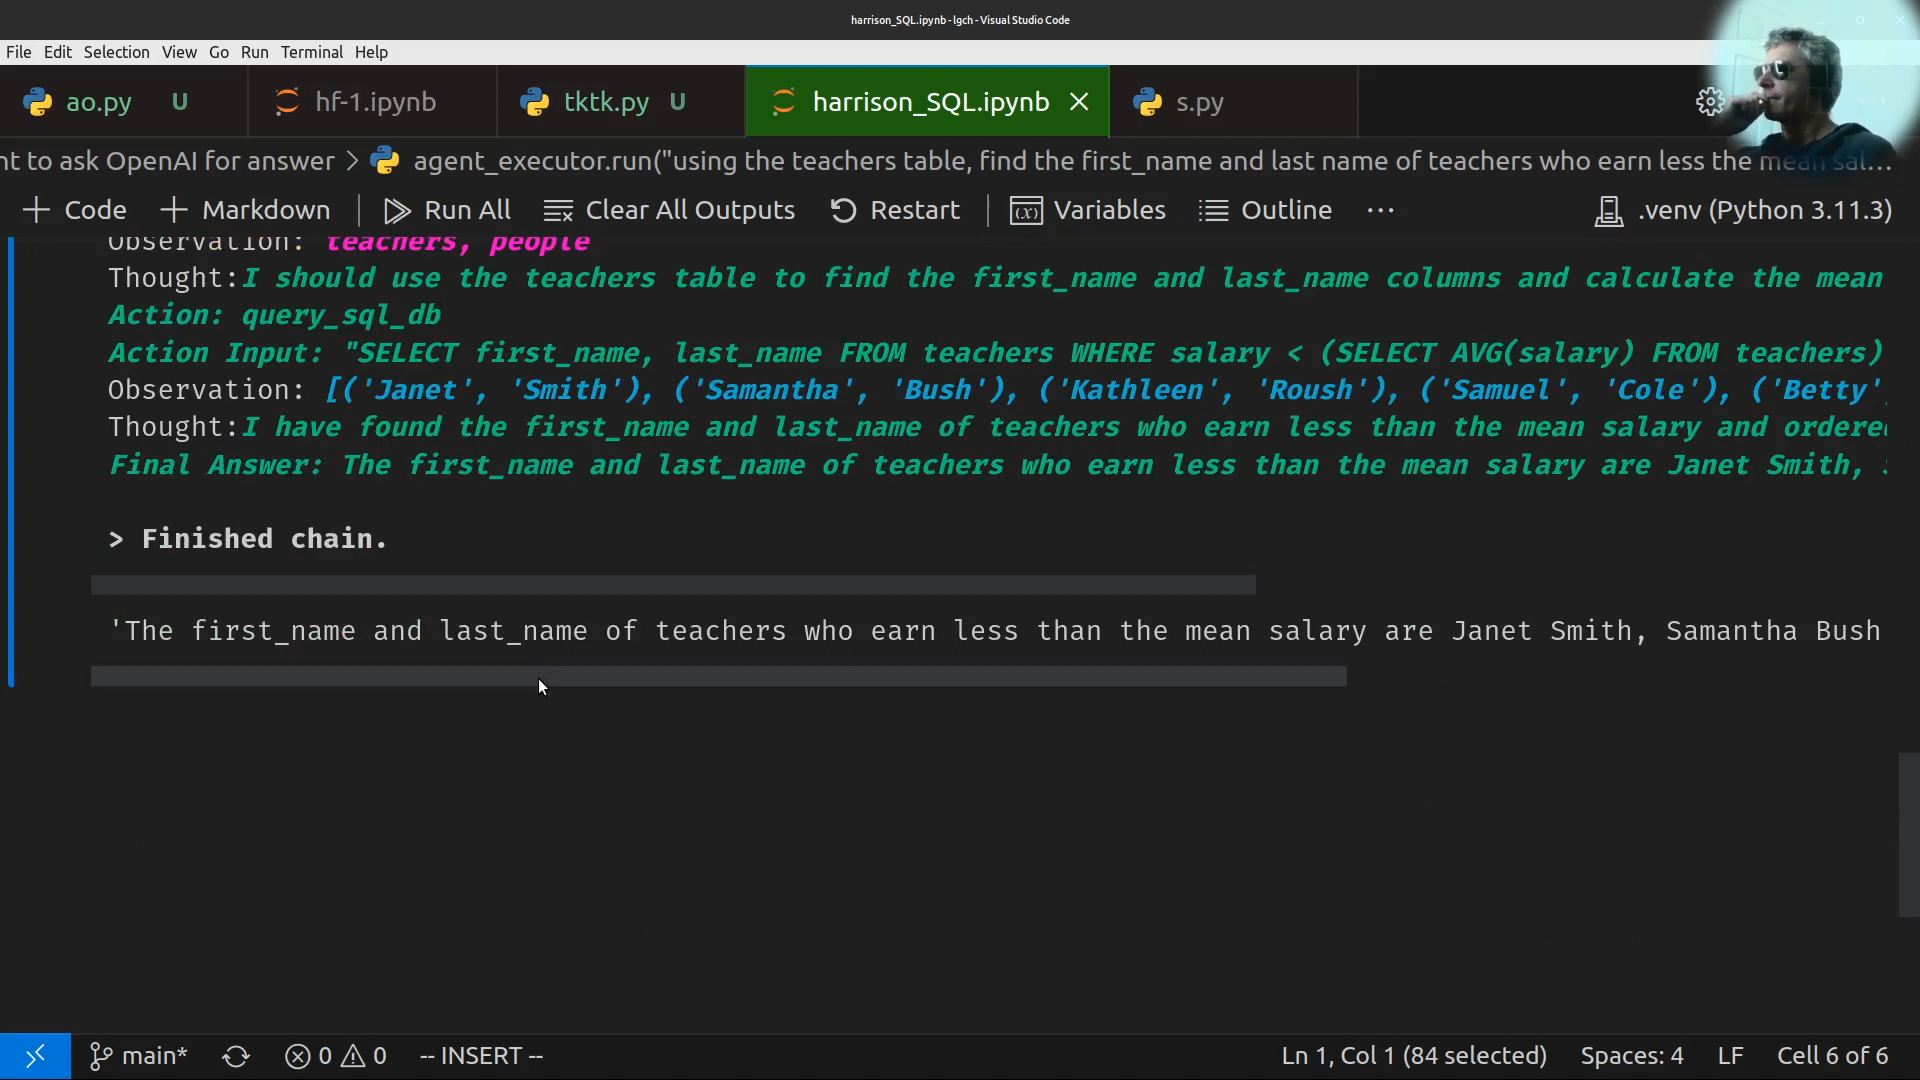 harrison_SQL.ipynb - lgch - Visual Studio Code
File Edit Selection View Go Run Terminal Help
ao.py U hf-1.ipynb tktk.py U harrison_SQL.ipynb s.py
nt to ask OpenAI for answer > agent_executor.run("using the teachers table, find the first_name and last name of teachers who earn less the mean sal...
+ Code + Markdown Run All Clear All Outputs Restart (x) Variables Outline ... .venv (Python 3.11.3)
Observation: teachers, people
Thought:I should use the teachers table to find the first_name and last_name columns and calculate the mean
Action: query_sql_db
Action Input: "SELECT first_name, last_name FROM teachers WHERE salary < (SELECT AVG(salary) FROM teachers)
Observation: [('Janet', 'Smith'), ('Samantha', 'Bush'), ('Kathleen', 'Roush'), ('Samuel', 'Cole'), ('Betty',
Thought:I have found the first_name and last_name of teachers who earn less than the mean salary and ordered
Final Answer: The first_name and last_name of teachers who earn less than the mean salary are Janet Smith,
> Finished chain.
'The first_name and last_name of teachers who earn less than the mean salary are Janet Smith, Samantha Bush
main* 0 0 -- INSERT -- Ln 1, Col 1 (84 selected) Spaces: 4 LF Cell 6 of 6